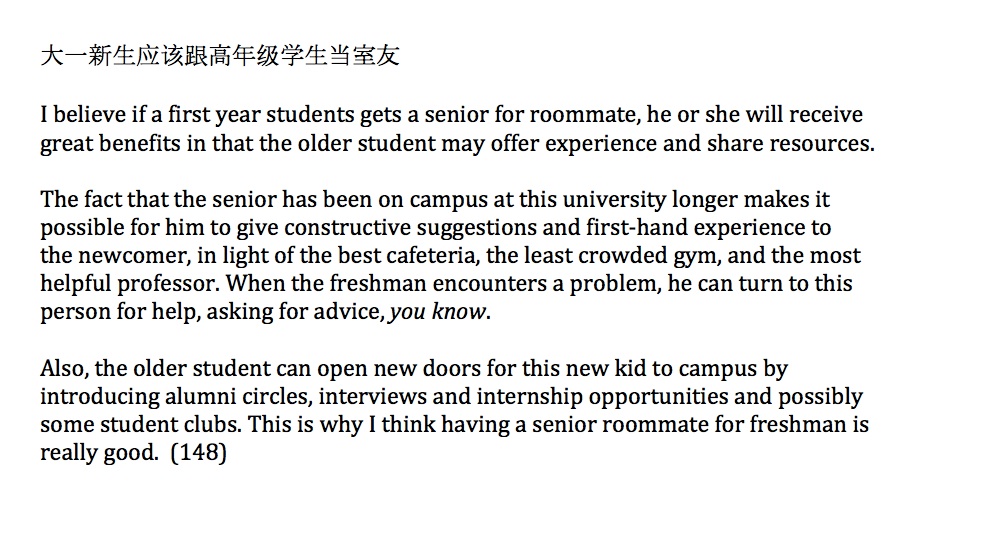 大一新生应该跟高年级学生当室友
I believe if a first year students gets a senior for roommate, he or she will receive
great benefits in that the older student may offer experience and share resources.
The fact that the senior has been on campus at this university longer makes it
possible for him to give constructive suggestions and first-hand experience to
the newcomer, in light of the best cafeteria, the least crowded gym, and the most
helpful professor. When the freshman encounters a problem, he can turn to this
person for help, asking for advice, you know.
Also, the older student can open new doors for this new kid to campus by
introducing alumni circles, interviews and internship opportunities and possibly
some student clubs. This is why I think having a senior roommate for freshman is
really good.  (148)